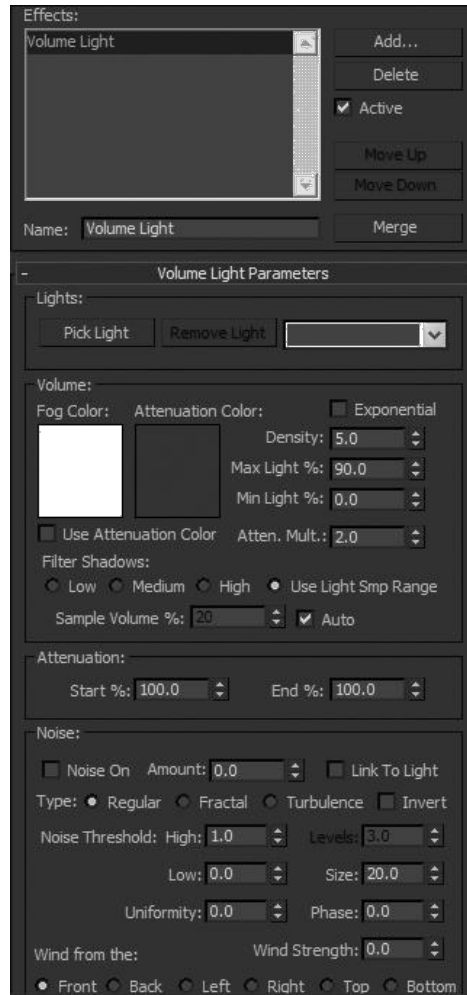 Effects:
Volume Light
Add...
Delete
Active
Move Up
Move Down
Name: Volume Light
Merge
- Volume Light Parameters
Lights:
Pick Light Remove Light
Volume:
Fog Color: Attenuation Color: Exponential
Density: 5.0
Max Light %: 90.0
Min Light %: 0.0
Use Attenuation Color Atten. Mult.: 2.0
Filter Shadows:
Low Medium High Use Light Smp Range
Sample Volume %: 20 Auto
Attenuation:
Start %: 100.0 End %: 100.0
Noise:
Noise On Amount: 0.0 Link To Light
Type: Regular Fractal Turbulence Invert
Noise Threshold: High: 1.0 Levels: 3.0
Low: 0.0 Size: 20.0
Uniformity: 0.0 Phase: 0.0
Wind from the: Wind Strength: 0.0
Front Back Left Right Top Bottom